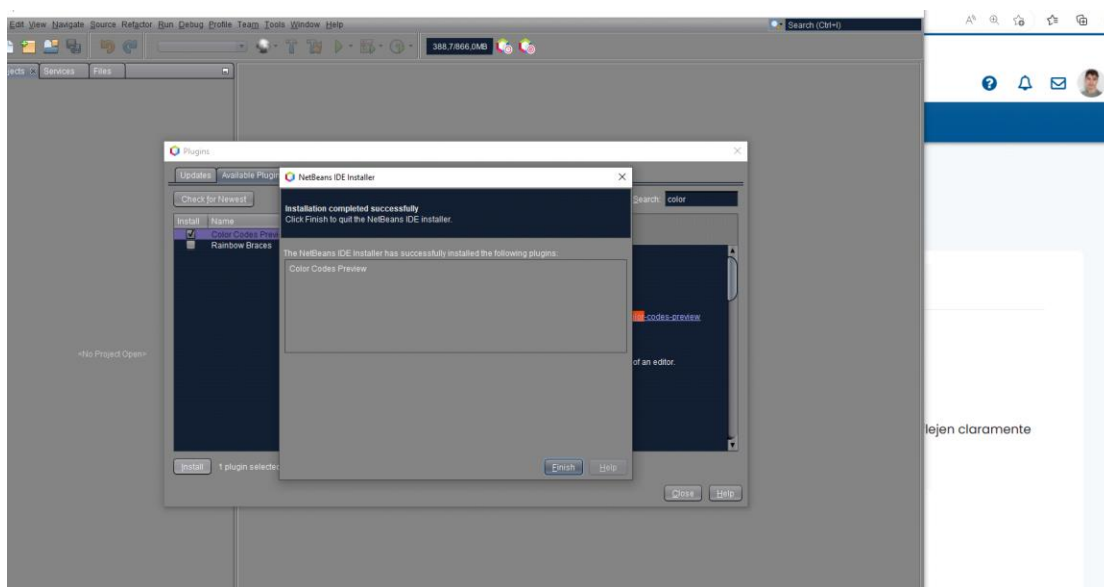 Edit View Navigate Source Refactor Run Debug Profile Team Tools Window Help
Search (Ctrl+I)
388,7/866,0MB
Services Files
Plugins
Updates Available Plugin
NetBeans IDE Installer
Check for Newest
Search: color
Installation completed successfully
Click Finish to quit the NetBeans IDE installer.
Install Name
Color Codes Previ
Rainbow Braces
The NetBeans IDE Installer has successfully installed the following plugins:
Color Codes Preview
-codes-preview
<No Project Open>
of an editor.
lejen claramente
Install 1 plugin selected
Finish Help
Close Help